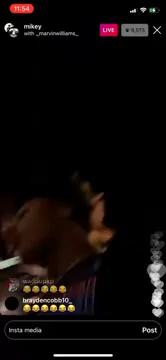 11:54
mikey
with _marvinwilliams_
LIVE
braydencobb10_
😂😂😂😂😂😂
Insta media
Post